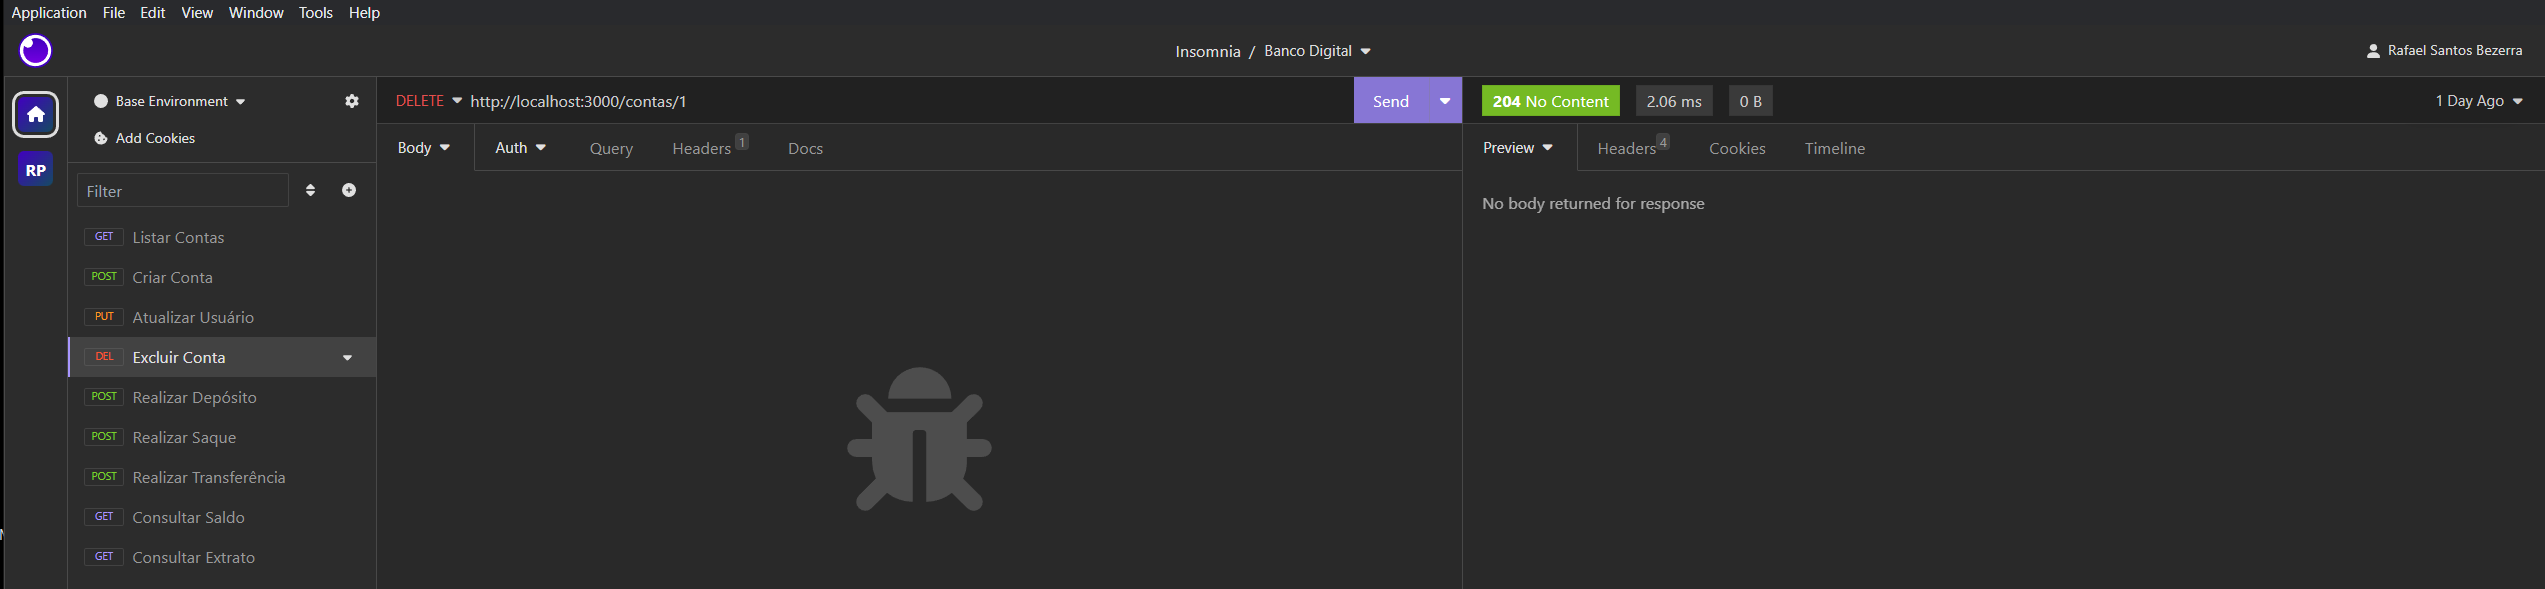 Application File Edit View Window Tools Help
Insomnia / Banco Digital
Rafael Santos Bezerra
Base Environment
DELETE http://localhost:3000/contas/1 Send
204 No Content 2.06 ms 0 B 1 Day Ago
Add Cookies
Body Auth Query Headers 1 Docs
Preview Headers 4 Cookies Timeline
RP
Filter
No body returned for response
GET Listar Contas
POST Criar Conta
PUT Atualizar Usuário
DEL Excluir Conta
POST Realizar Depósito
POST Realizar Saque
POST Realizar Transferência
GET Consultar Saldo
GET Consultar Extrato